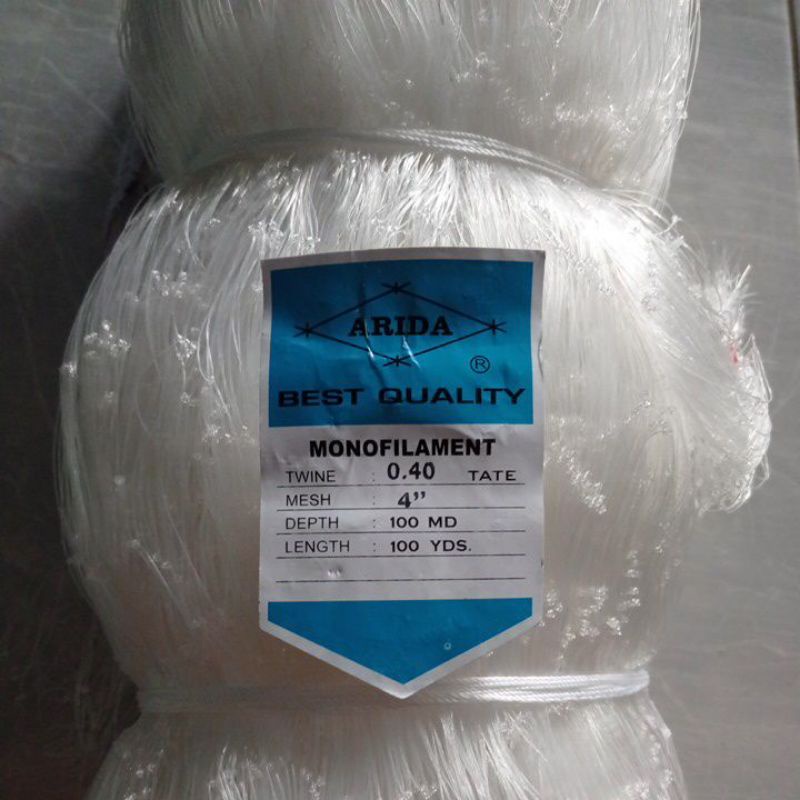 ARIDA
®
BEST QUALITY
MONOFILAMENT
TWINE : 0.40 TATE
MESH : 4"
DEPTH : 100 MD
LENGTH : 100 YDS.